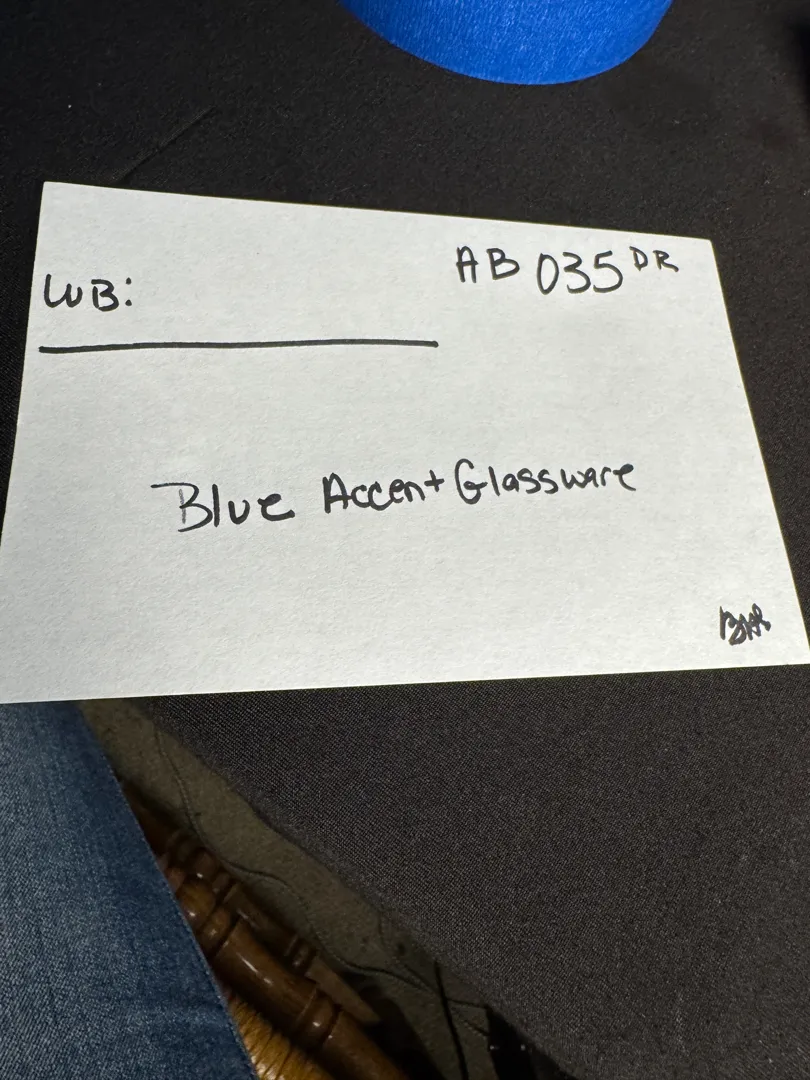 AB 035 DR
WB:
Blue Accent Glassware